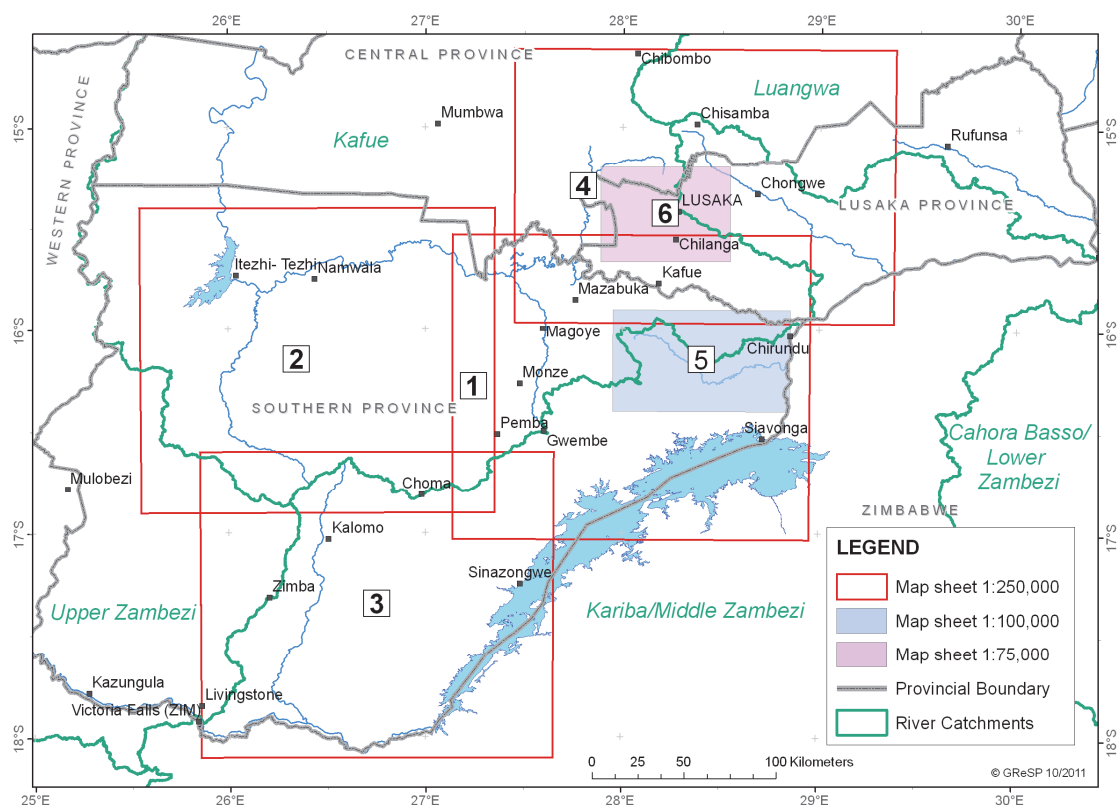 26°E
27°E
28°E
29°E
30°E
CENTRAL PROVINCE
Chibombo
Luangwa
WESTERN PROVINCE
Mumbwa
Chisamba
15°S
15°S
Kafue
Rufunsa
4
Chongwe
LUSAKA
6
LUSAKA PROVINCE
Chilanga
Itezhi- Tezhi
Namwala
Kafue
Mazabuka
16°S
Magoye
16°S
Chirundu
2
5
Monze
1
SOUTHERN PROVINCE
Pemba
Gwembe
Siavonga
Cahora Basso/
Lower
Zambezi
Mulobezi
Choma
ZIMBABWE
17°S
Kalomo
17°S
LEGEND
Sinazongwe
Map sheet 1:250,000
Zimba
3
Upper Zambezi
Kariba/Middle Zambezi
Map sheet 1:100,000
Map sheet 1:75,000
Kazungula
Livingstone
Provincial Boundary
Victoria Falls (ZIM)
River Catchments
18°S
18°S
0
25
50
100 Kilometers
© GReSP 10/2011
25°E
26°E
27°E
28°E
29°E
30°E